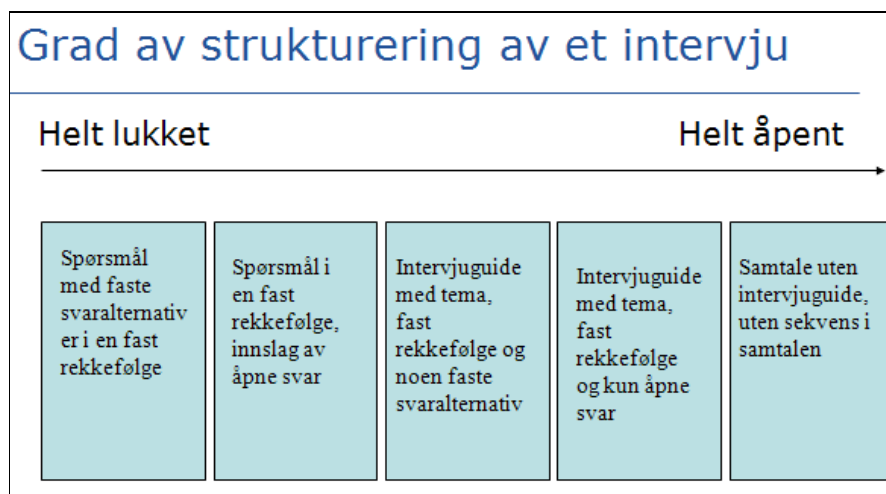 Grad av strukturering av et intervju
Helt lukket
Helt åpent
Spørsmål
med faste
svaralternativ
er i en fast
rekkefølge
Spørsmål i
en fast
rekkefølge,
innslag av
åpne svar
Intervjuguide
med tema,
fast
rekkefølge og
noen faste
svaralternativ
Intervjuguide
med tema,
fast
rekkefølge
og kun åpne
svar
Samtale uten
intervjuguide,
uten sekvens i
samtalen